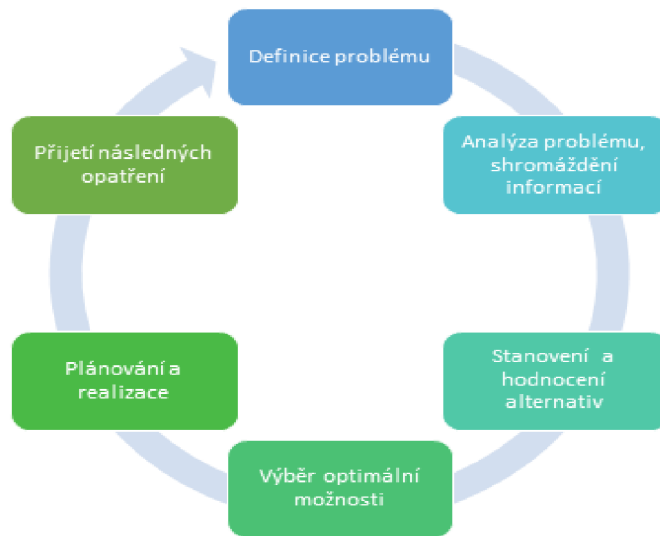 Definice problému
Analýza problému,
shromáždění
informací
Stanovení a
hodnocení
alternativ
Výběr optimální
možnosti
Plánování a
realizace
Přijetí následných
opatření